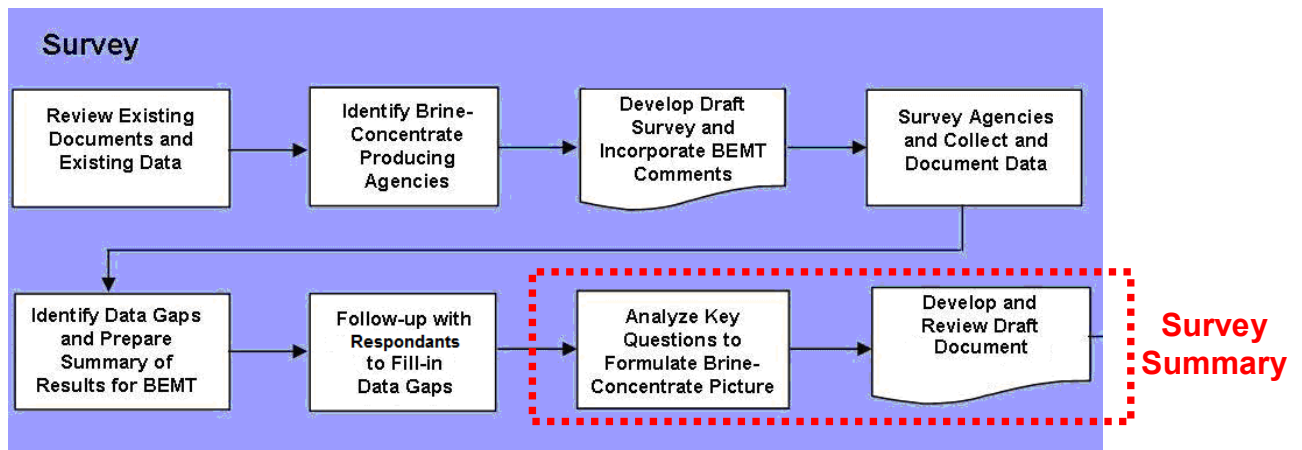 Survey
Review Existing
Documents and
Existing Data
Identify Brine-
Concentrate
Producing
Agencies
Develop Draft
Survey and
Incorporate BEMT
Comments
Survey Agencies
and Collect and
Document Data
Identify Data Gaps
and Prepare
Summary of
Results for BEMT
Follow-up with
Respondants
to Fill-in
Data Gaps
Analyze Key
Questions to
Formulate Brine-
Concentrate Picture
Develop and
Review Draft
Document
Survey
Summary